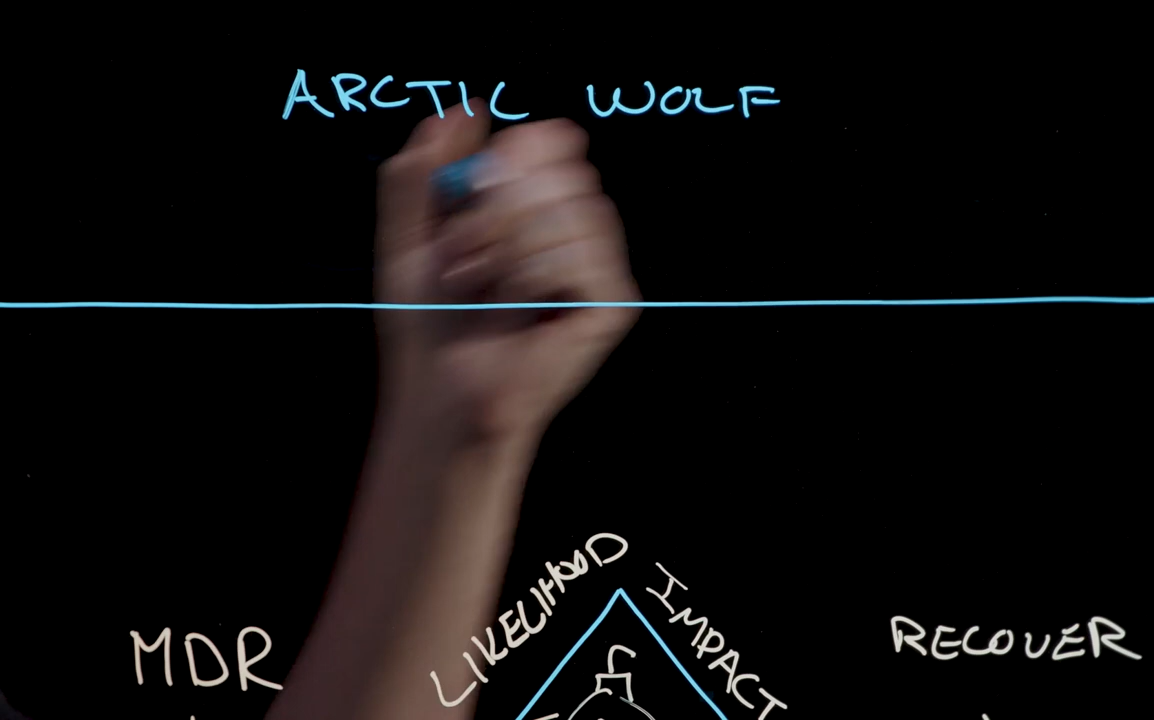 ARCTIC WOLF
LIKELIHOOD
IMPACT
MDR
RECOVER